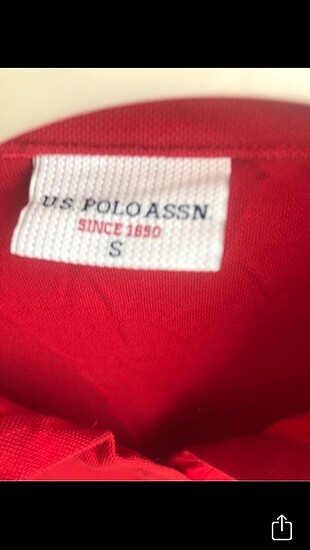 U.S. POLO ASSN.
SINCE 1890
S